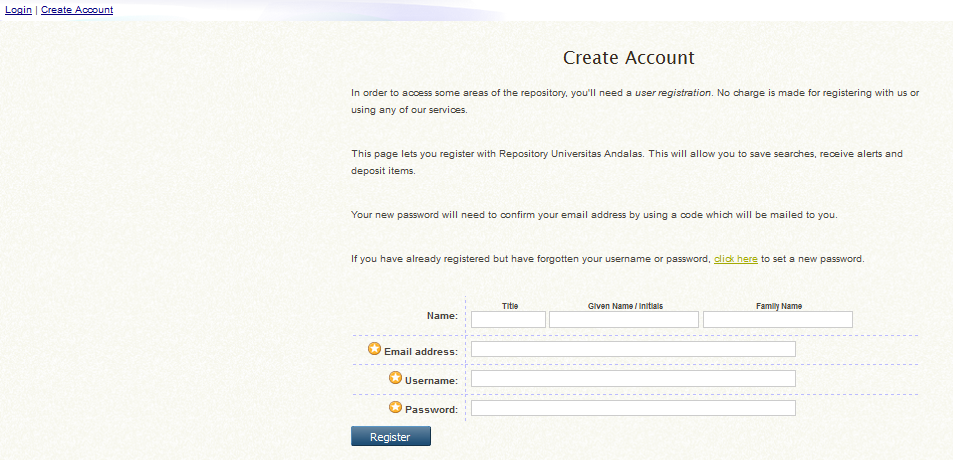 Login | Create Account
Create Account
In order to access some areas of the repository, you'll need a user registration. No charge is made for registering with us or
using any of our services.
This page lets you register with Repository Universitas Andalas. This will allow you to save searches, receive alerts and
deposit items.
Your new password will need to confirm your email address by using a code which will be mailed to you.
If you have already registered but have forgotten your username or password, click here to set a new password.
Title Given Name / Initials Family Name
Name:
Email address:
Username:
Password:
Register